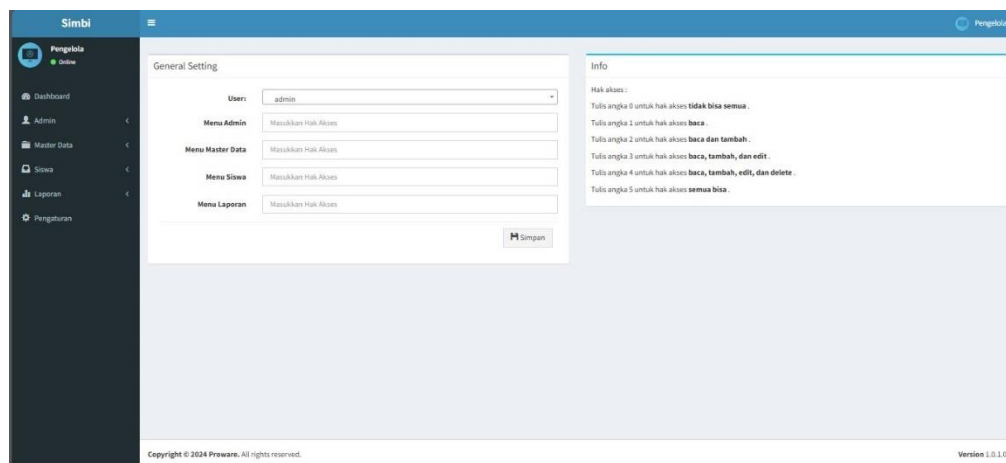 Simbi
Pengelola
Pengelola
Online
Dashboard
Admin
Master Data
Siswa
Laporan
Pengaturan
General Setting
User: admin
Menu Admin Masukkan Hak Akses
Menu Master Data Masukkan Hak Akses
Menu Siswa Masukkan Hak Akses
Menu Laporan Masukkan Hak Akses
Simpan
Info
Hak akses :
Tulis angka 0 untuk hak akses tidak bisa semua .
Tulis angka 1 untuk hak akses baca .
Tulis angka 2 untuk hak akses baca dan tambah .
Tulis angka 3 untuk hak akses baca, tambah, dan edit .
Tulis angka 4 untuk hak akses baca, tambah, edit, dan delete .
Tulis angka 5 untuk hak akses semua bisa .
Copyright © 2024 Proware. All rights reserved.
Version 1.0.1.0